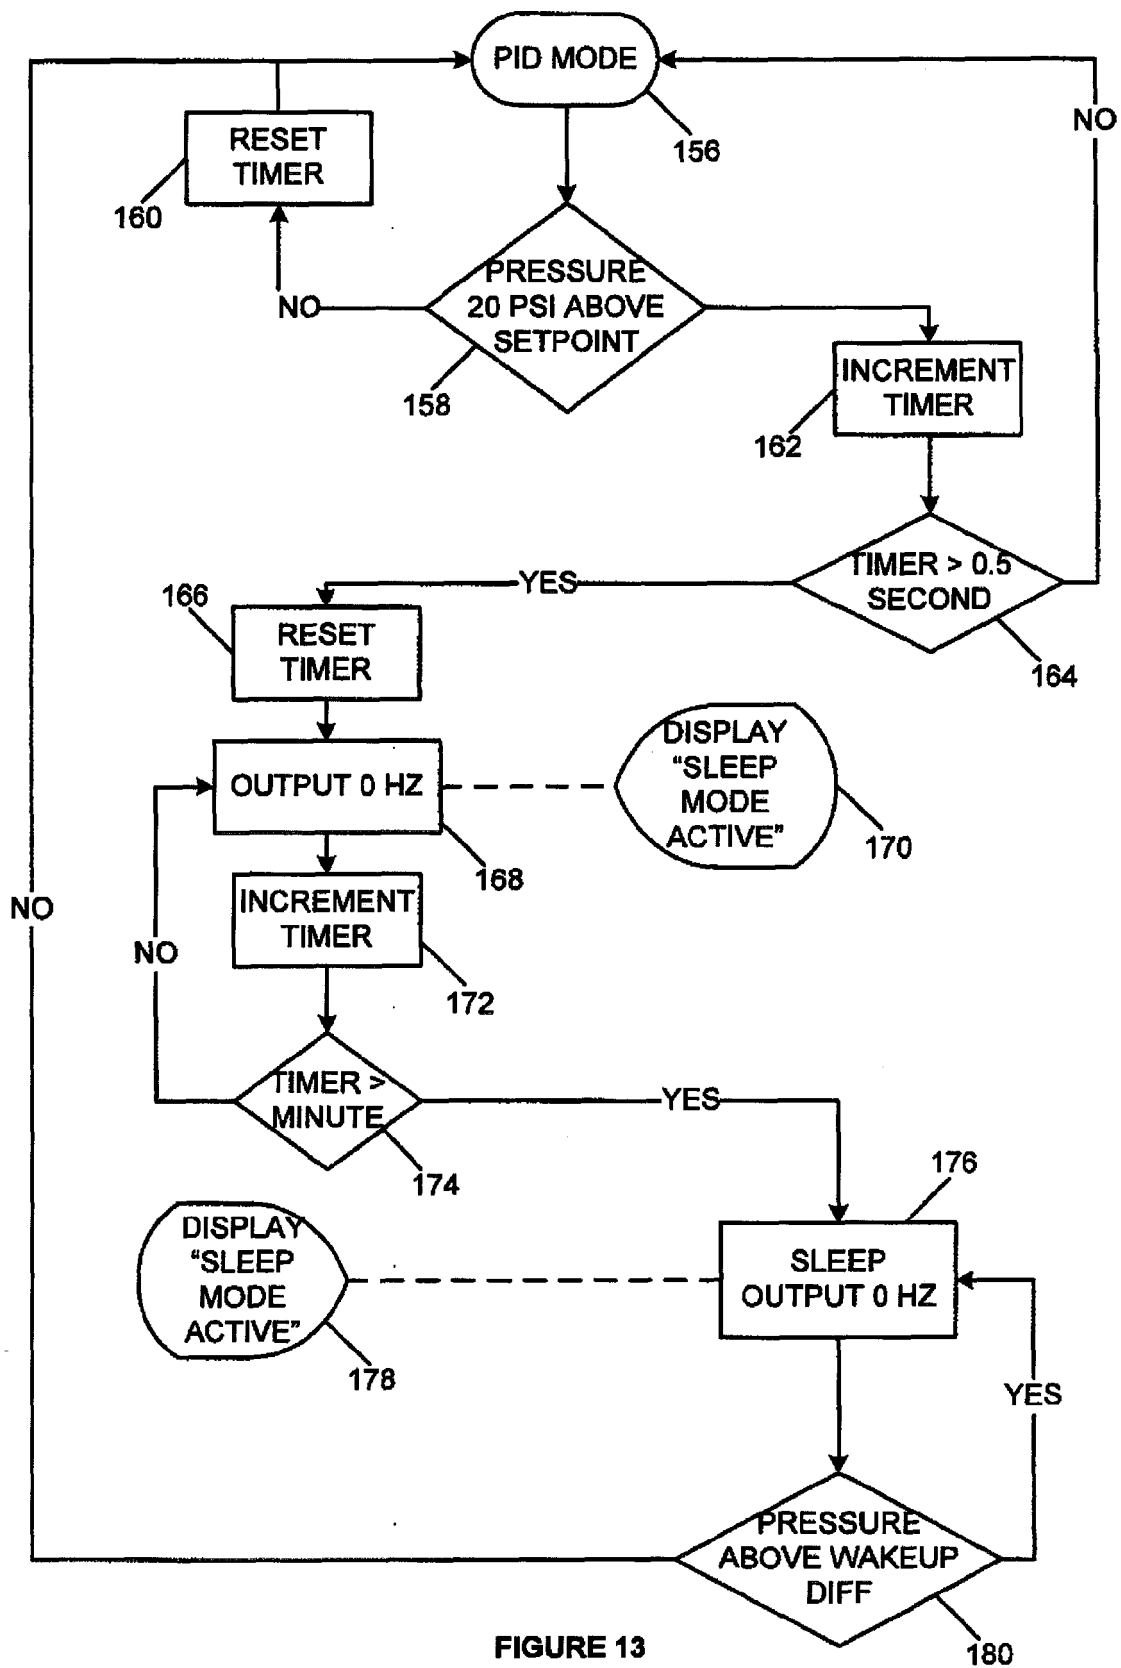 PID MODE
156
NO
RESET
TIMER
160
PRESSURE
20 PSI ABOVE
SETPOINT
158
NO
INCREMENT
TIMER
162
TIMER > 0.5
SECOND
164
YES
166
RESET
TIMER
OUTPUT 0 HZ
168
DISPLAY
“SLEEP
MODE
ACTIVE”
170
NO
INCREMENT
TIMER
172
NO
TIMER >
MINUTE
174
YES
176
SLEEP
OUTPUT 0 HZ
DISPLAY
“SLEEP
MODE
ACTIVE”
178
YES
PRESSURE
ABOVE WAKEUP
DIFF
180
FIGURE 13